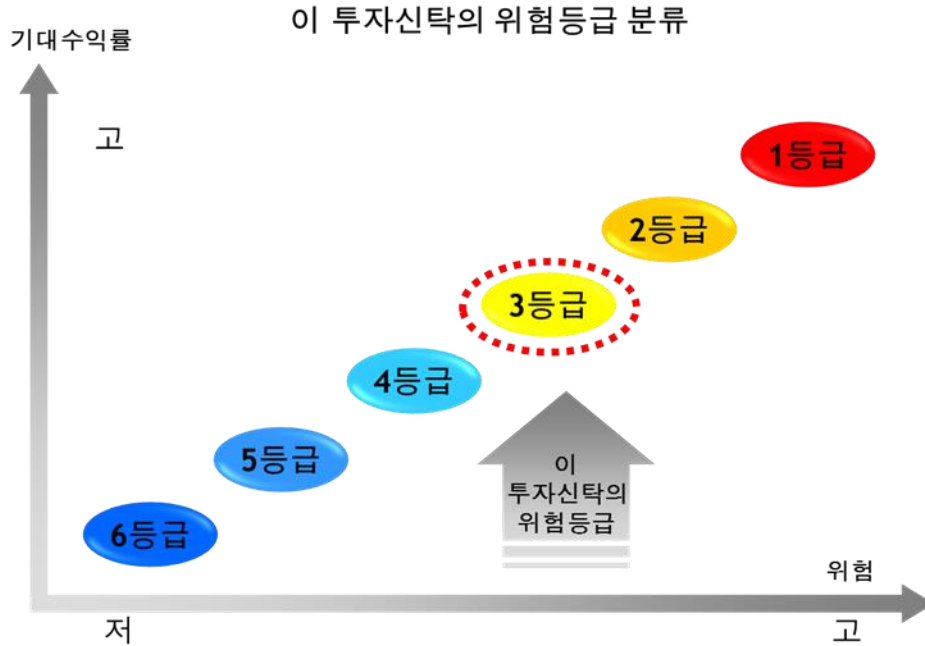 이 투자신탁의 위험등급 분류
기대수익률
고
1등급
2등급
3등급
4등급
5등급
6등급
이
투자신탁의
위험등급
위험
저
고